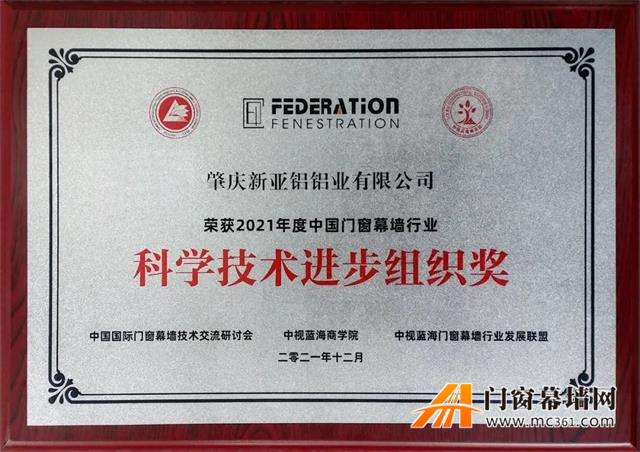 FEDERATION
FENESTRATION
肇庆新亚铝铝业有限公司
荣获2021年度中国门窗幕墙行业
科学技术进步组织奖
中国国际门窗幕墙技术交流研讨会 中视蓝海商学院 中视蓝海门窗幕墙行业发展联盟
二零二一年十二月
门窗幕墙网
www.mc361.com